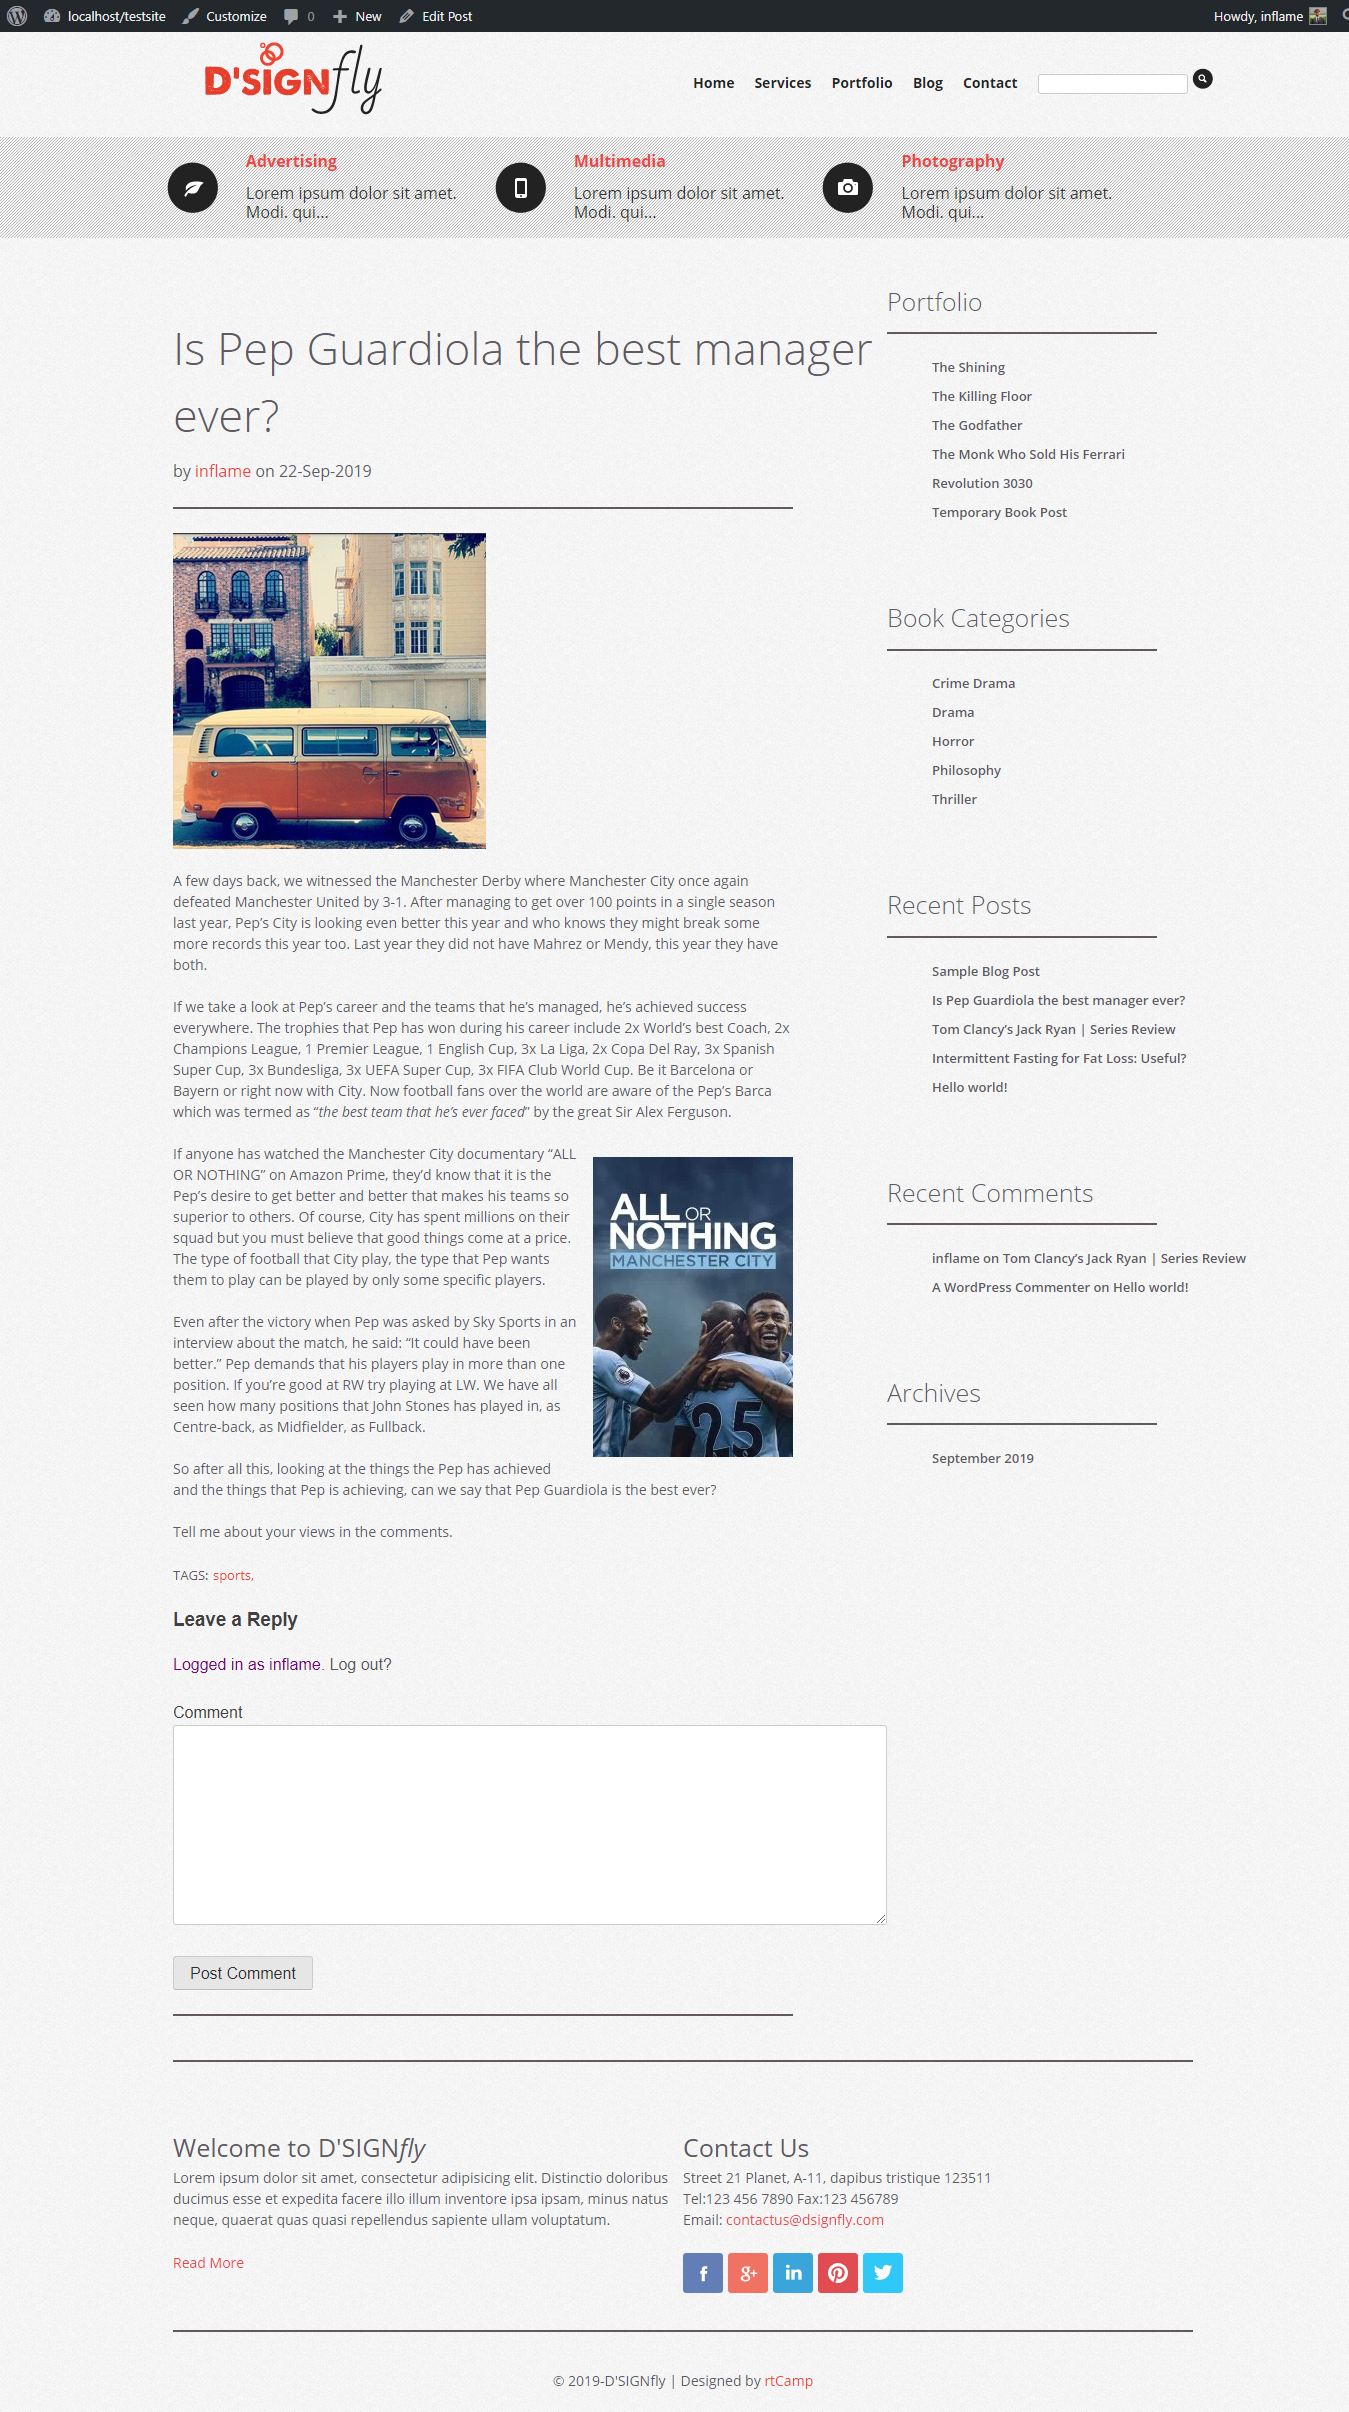 localhost/testsite Customize 0 New Edit Post Howdy, inflame
D'SIGNfly
Home Services Portfolio Blog Contact
Advertising
Lorem ipsum dolor sit amet.
Modi. qui...
Multimedia
Lorem ipsum dolor sit amet.
Modi. qui...
Photography
Lorem ipsum dolor sit amet.
Modi. qui...
Is Pep Guardiola the best manager
ever?
by inflame on 22-Sep-2019
A few days back, we witnessed the Manchester Derby where Manchester City once again
defeated Manchester United by 3-1. After managing to get over 100 points in a single season
last year, Pep’s City is looking even better this year and who knows they might break some
more records this year too. Last year they did not have Mahrez or Mendy, this year they have
both.
If we take a look at Pep’s career and the teams that he’s managed, he’s achieved success
everywhere. The trophies that Pep has won during his career include 2x World’s best Coach, 2x
Champions League, 1 Premier League, 1 English Cup, 3x La Liga, 2x Copa Del Ray, 3x Spanish
Super Cup, 3x Bundesliga, 3x UEFA Super Cup, 3x FIFA Club World Cup. Be it Barcelona or
Bayern or right now with City. Now football fans over the world are aware of the Pep’s Barca
which was termed as “the best team that he’s ever faced” by the great Sir Alex Ferguson.
If anyone has watched the Manchester City documentary “ALL
OR NOTHING” on Amazon Prime, they’d know that it is the
Pep’s desire to get better and better that makes his teams so
superior to others. Of course, City has spent millions on their
squad but you must believe that good things come at a price.
The type of football that City play, the type that Pep wants
them to play can be played by only some specific players.
ALL OR
NOTHING
MANCHESTER CITY
25
Even after the victory when Pep was asked by Sky Sports in an
interview about the match, he said: “It could have been
better.” Pep demands that his players play in more than one
position. If you’re good at RW try playing at LW. We have all
seen how many positions that John Stones has played in, as
Centre-back, as Midfielder, as Fullback.
So after all this, looking at the things the Pep has achieved
and the things that Pep is achieving, can we say that Pep Guardiola is the best ever?
Tell me about your views in the comments.
TAGS: sports,
Leave a Reply
Logged in as inflame. Log out?
Comment
Post Comment
Portfolio
The Shining
The Killing Floor
The Godfather
The Monk Who Sold His Ferrari
Revolution 3030
Temporary Book Post
Book Categories
Crime Drama
Drama
Horror
Philosophy
Thriller
Recent Posts
Sample Blog Post
Is Pep Guardiola the best manager ever?
Tom Clancy’s Jack Ryan | Series Review
Intermittent Fasting for Fat Loss: Useful?
Hello world!
Recent Comments
inflame on Tom Clancy’s Jack Ryan | Series Review
A WordPress Commenter on Hello world!
Archives
September 2019
Welcome to D'SIGNfly
Lorem ipsum dolor sit amet, consectetur adipisicing elit. Distinctio doloribus
ducimus esse et expedita facere illo illum inventore ipsa ipsam, minus natus
neque, quaerat quas quasi repellendus sapiente ullam voluptatum.
Read More
Contact Us
Street 21 Planet, A-11, dapibus tristique 123511
Tel:123 456 7890 Fax:123 456789
Email: contactus@dsignfly.com
f g+ in
© 2019-D'SIGNfly | Designed by rtCamp